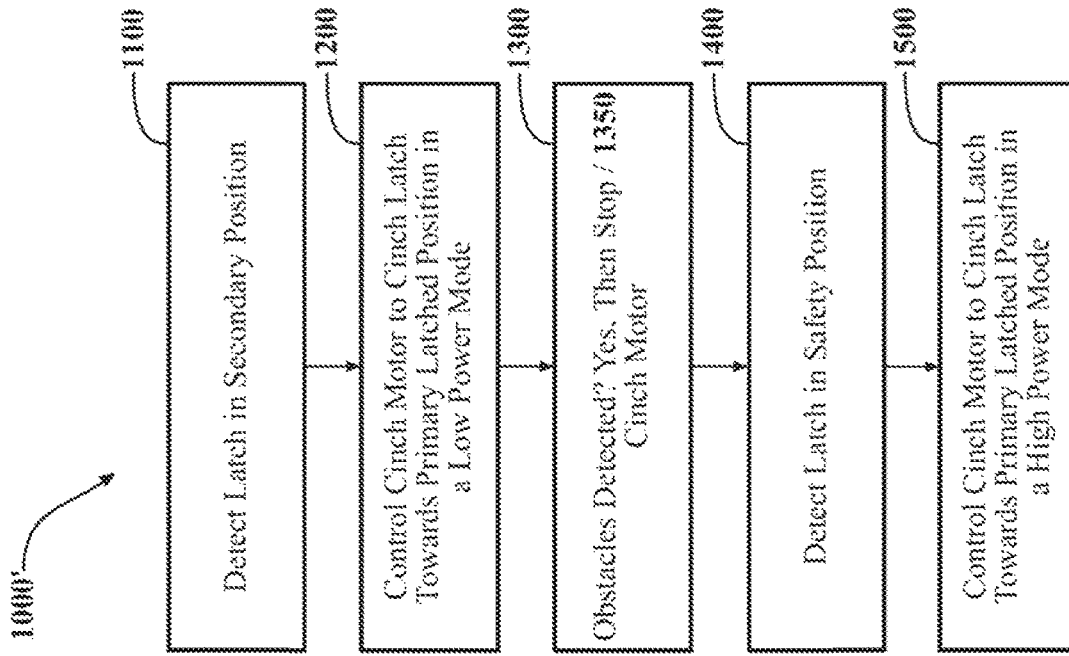 1000'
1100
Detect Latch in Secondary Position
1200
Control Cinch Motor to Cinch Latch
Towards Primary Latched Position in
a Low Power Mode
1300
Obstacles Detected? Yes, Then Stop / 1350
Cinch Motor
1400
Detect Latch in Safety Position
1500
Control Cinch Motor to Cinch Latch
Towards Primary Latched Position in
a High Power Mode